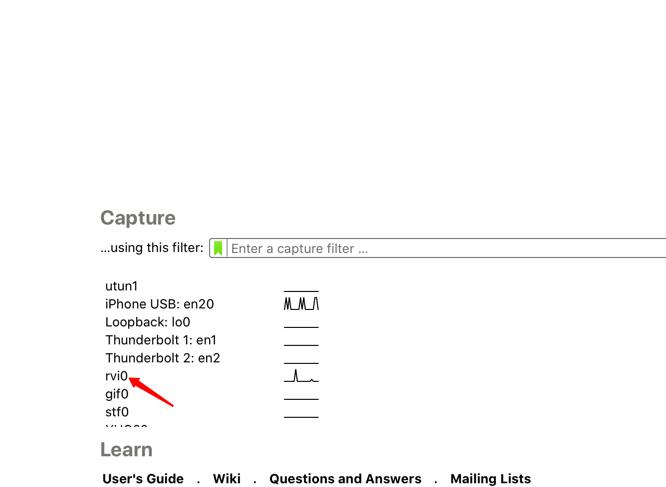 Capture
...using this filter: Enter a capture filter ...
utun1
iPhone USB: en20
Loopback: lo0
Thunderbolt 1: en1
Thunderbolt 2: en2
rvi0
gif0
stf0
Learn
User's Guide . Wiki . Questions and Answers . Mailing Lists